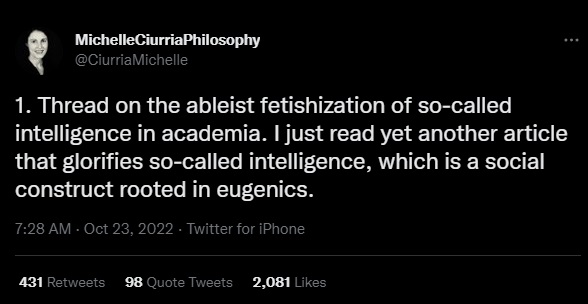 MichelleCiurriaPhilosophy
@CiurriaMichelle
1. Thread on the ableist fetishization of so-called
intelligence in academia. I just read yet another article
that glorifies so-called intelligence, which is a social
construct rooted in eugenics.
7:28 AM · Oct 23, 2022 · Twitter for iPhone
431 Retweets 98 Quote Tweets 2,081 Likes